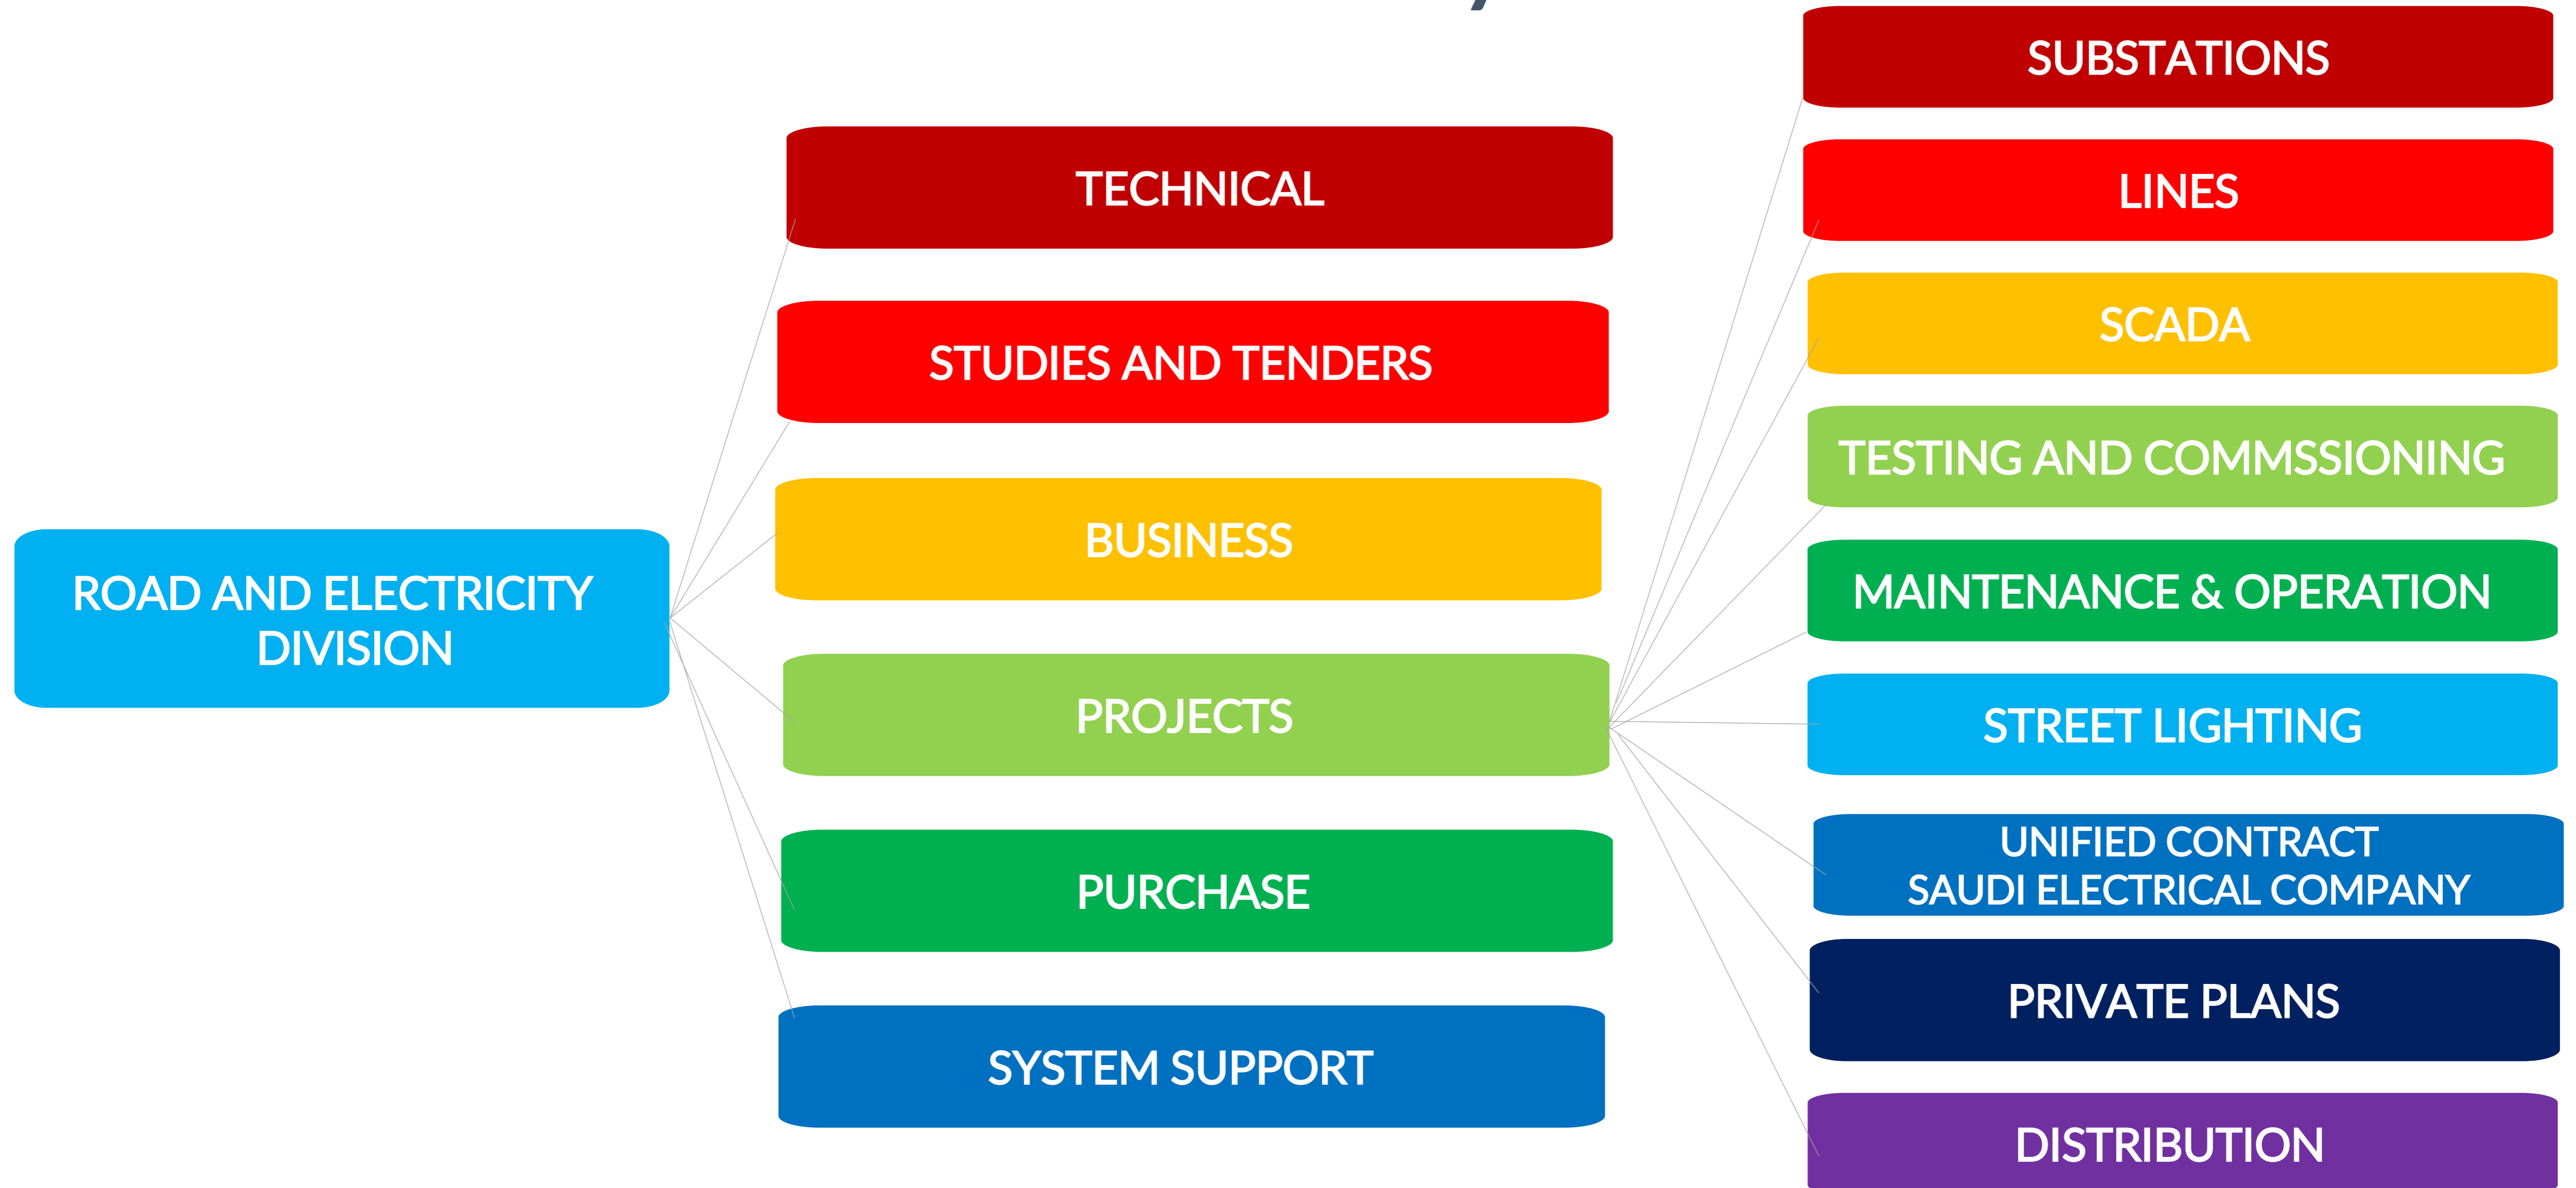 SUBSTATIONS
TECHNICAL
LINES
STUDIES AND TENDERS
SCADA
BUSINESS
TESTING AND COMMSSIONING
ROAD AND ELECTRICITY
DIVISION
MAINTENANCE & OPERATION
PROJECTS
STREET LIGHTING
PURCHASE
UNIFIED CONTRACT
SAUDI ELECTRICAL COMPANY
SYSTEM SUPPORT
PRIVATE PLANS
DISTRIBUTION